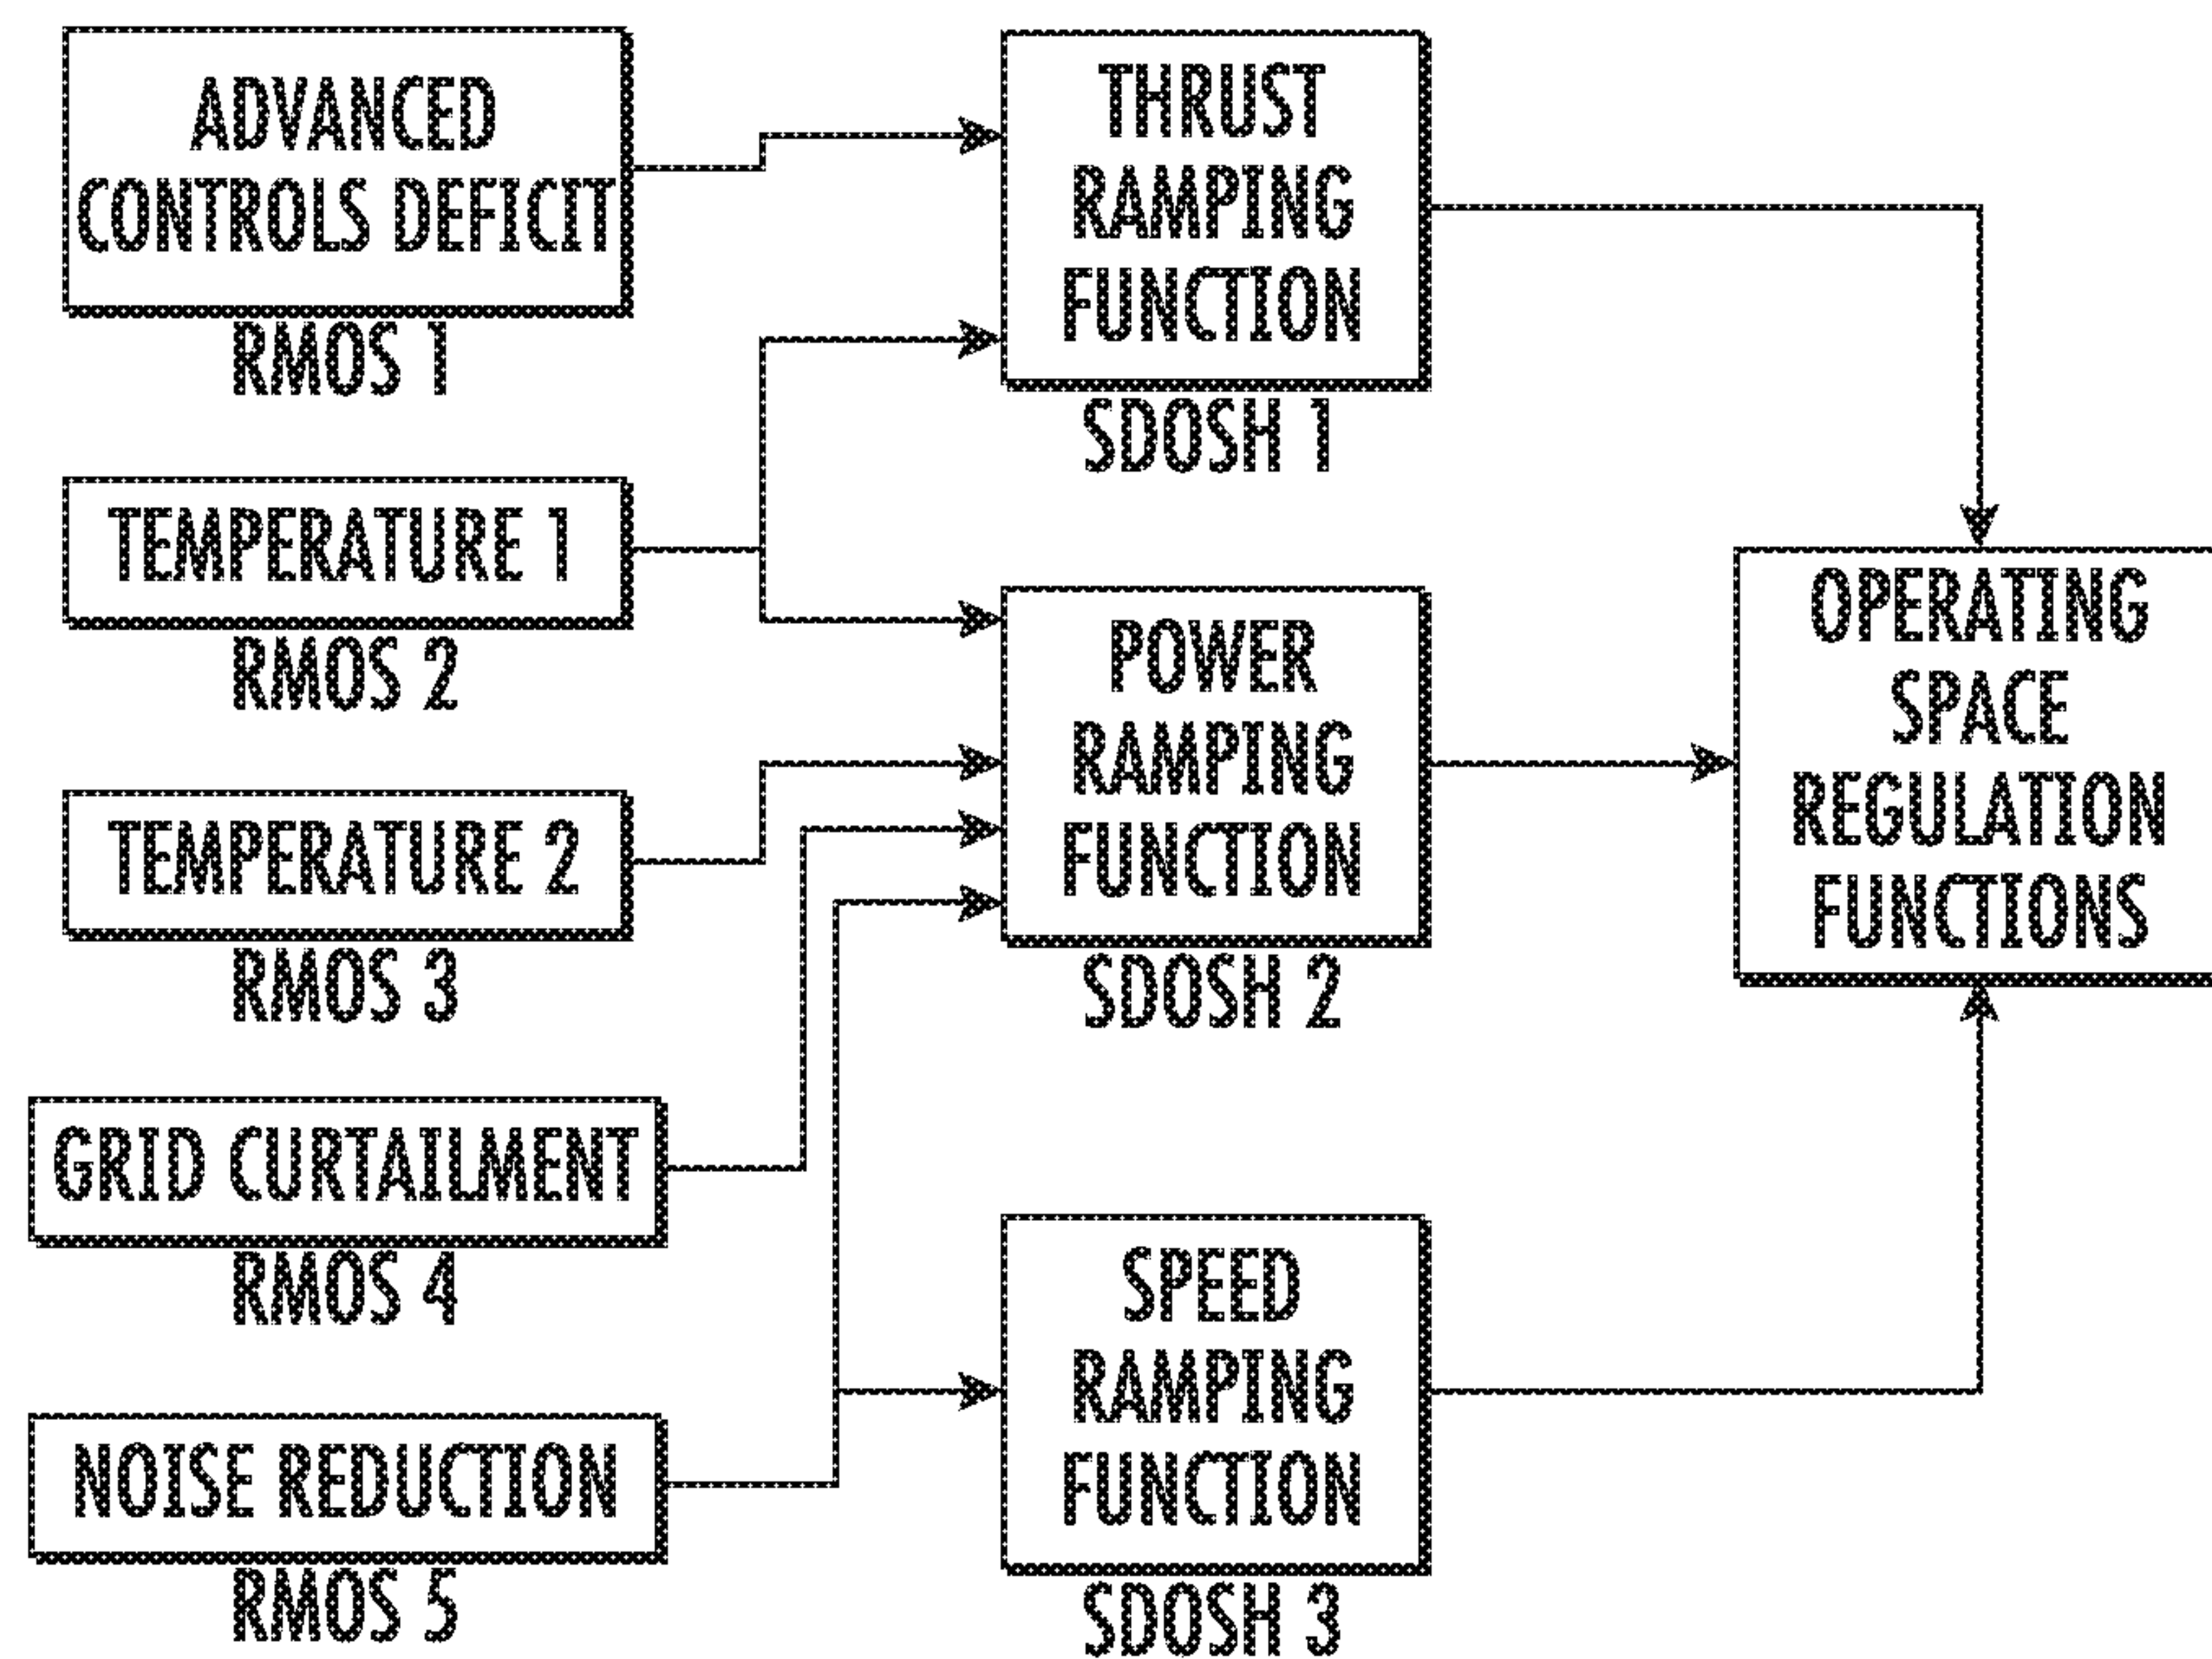 ADVANCED
CONTROLS DEFICIT
RMOS 1
TEMPERATURE 1
RMOS 2
TEMPERATURE 2
RMOS 3
GRID CURTAILMENT
RMOS 4
NOISE REDUCTION
RMOS 5
THRUST
RAMPING
FUNCTION
SDOSH 1
POWER
RAMPING
FUNCTION
SDOSH 2
SPEED
RAMPING
FUNCTION
SDOSH 3
OPERATING
SPACE
REGULATION
FUNCTIONS